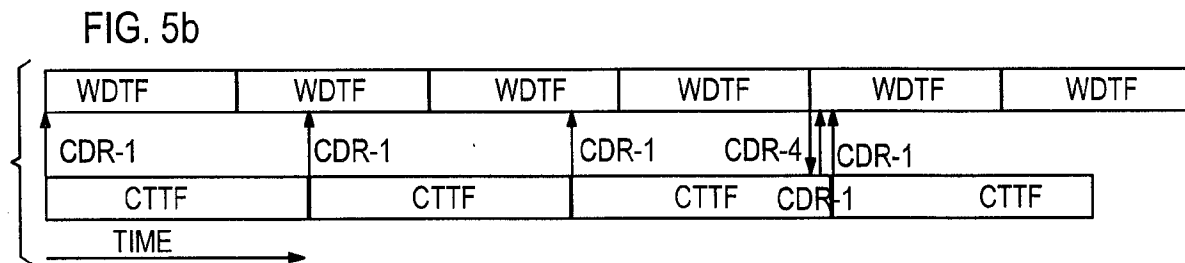 FIG. 5b
WDTF WDTF WDTF WDTF WDTF WDTF
CDR-1 CDR-1 CDR-1 CDR-4 CDR-1
CTTF CTTF CTTF CDR-1 CTTF
TIME